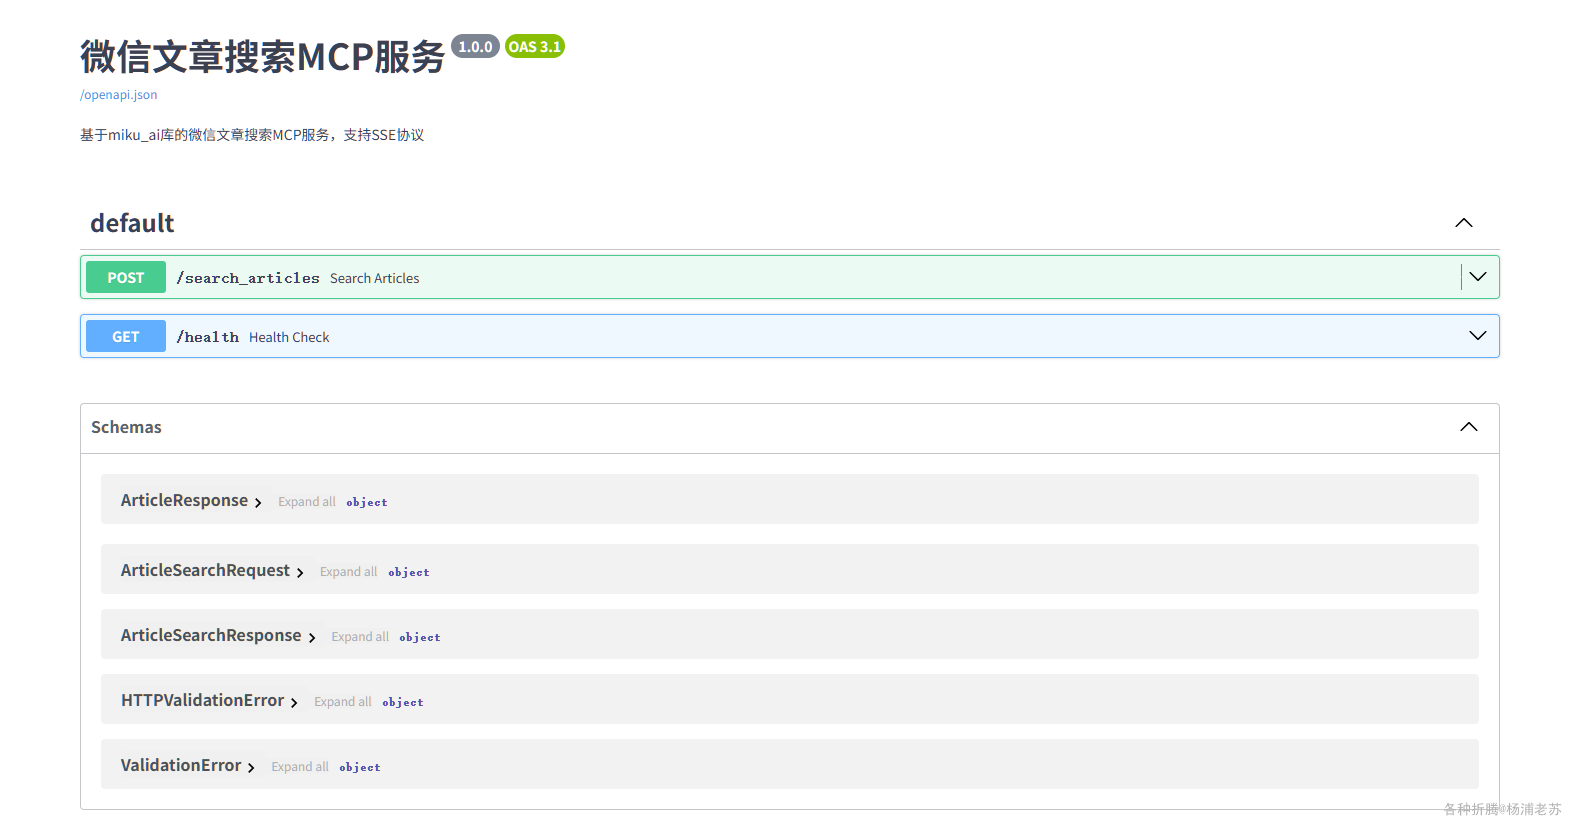 微信文章搜索MCP服务 1.0.0 OAS 3.1
/openapi.json
基于miku_ai库的微信文章搜索MCP服务，支持SSE协议
default
POST /search_articles Search Articles
GET /health Health Check
Schemas
ArticleResponse Expand all object
ArticleSearchRequest Expand all object
ArticleSearchResponse Expand all object
HTTPValidationError Expand all object
ValidationError Expand all object
各种折腾@杨浦老苏